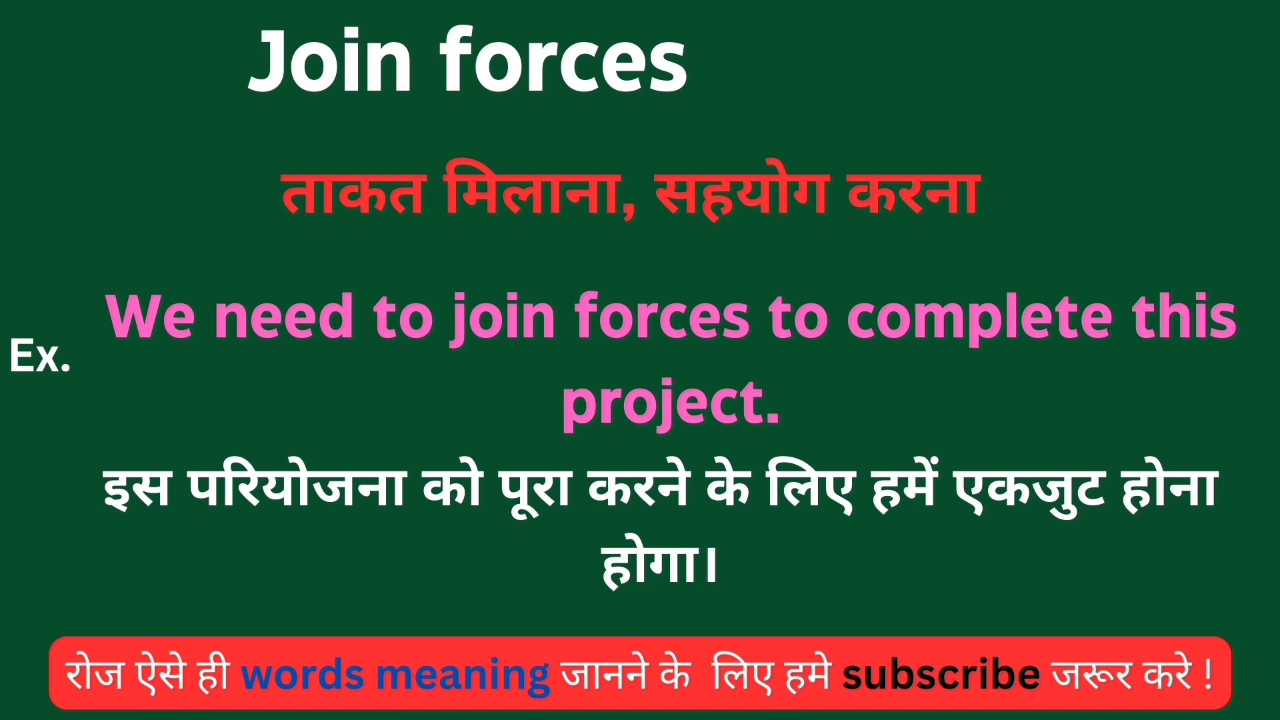 Join forces
ताकत मिलाना, सहयोग करना
We need to join forces to complete this
Ex.
project.
इस परियोजना को पूरा करने के लिए हमें एकजुट होना
होगा।
रोज ऐसे ही words meaning जानने के लिए हमे subscribe जरूर करे !